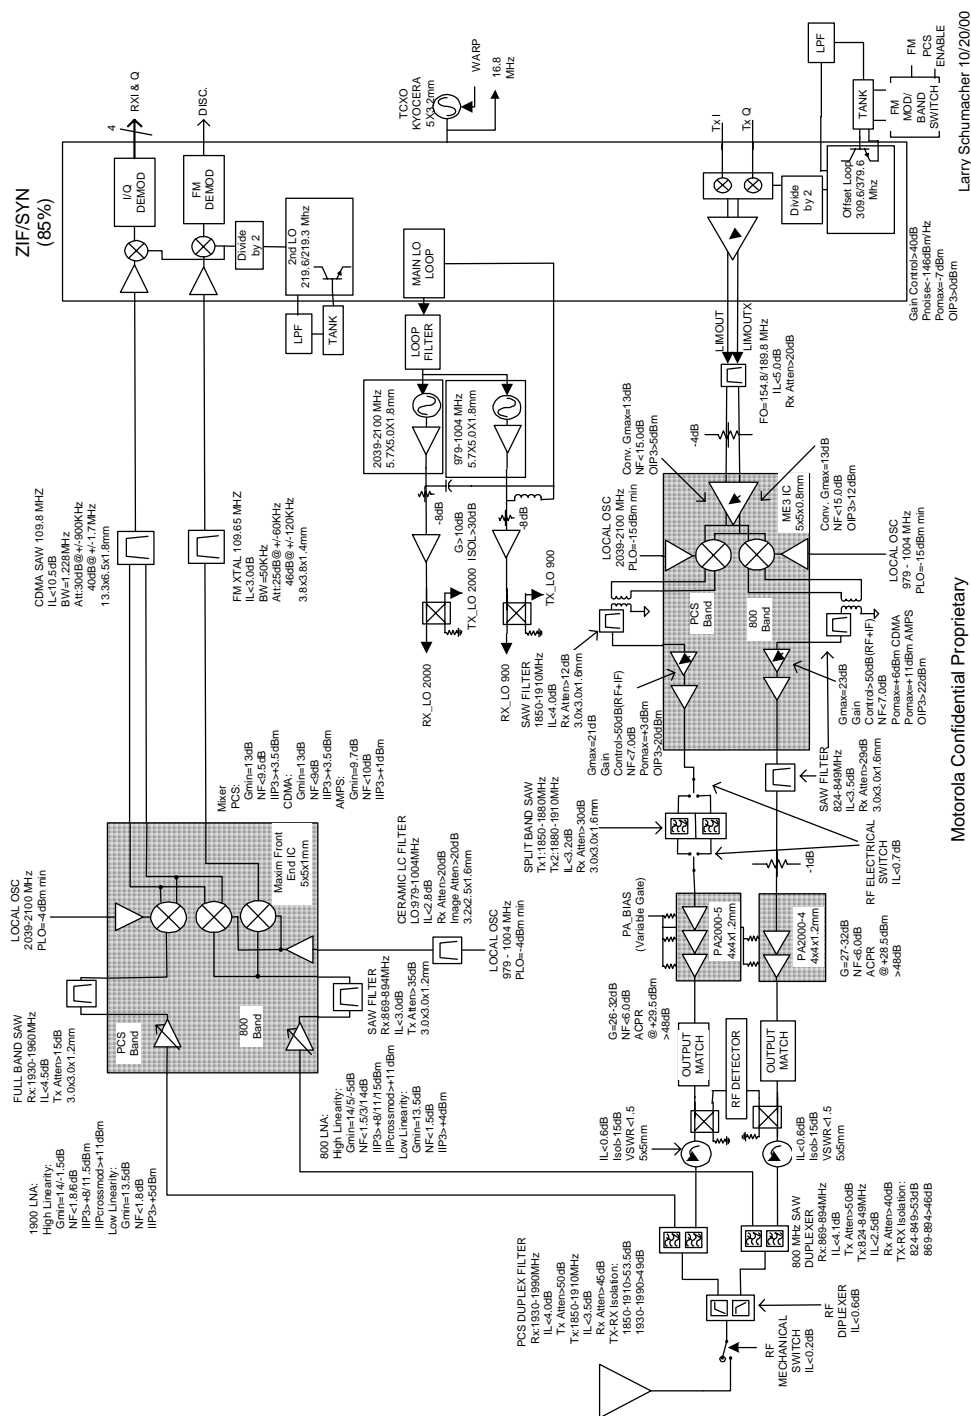 ZIF/SYN
(85%)
I/Q
DEMOD
4
RXI & Q
FM
DEMOD
DISC.
Divide
by 2
2nd LO
219.6/219.3 Mhz
LPF
TANK
TCXO
KYOCERA
5X3.2mm
WARP
16.8
MHz
MAIN LO
LOOP
LOOP
FILTER
2039-2100 MHz
5.7X5.0X1.8mm
979-1004 MHz
5.7X5.0X1.8mm
-8dB
-8dB
G>10dB
ISOL>30dB
TX_LO 2000
TX_LO 900
RX_LO 2000
RX_LO 900
Tx I
Tx Q
Divide
by 2
Offset Loop
309.6/379.6
Mhz
LPF
TANK
FM
MOD/
BAND
SWITCH
FM
PCS
ENABLE
Gain Control>40dB
Pnoise<-146dBm/Hz
Pomax=-7dBm
OIP3>0dBm
LIMOUT
LIMOUTX
FO=154.8/189.8 MHz
IL<5.0dB
Rx Atten>20dB
-4dB
CDMA SAW 109.8 MHZ
IL<10.5dB
BW=1.228MHz
Att:30dB@+/-900KHz
40dB@+/-1.7MHz
13.3x6.5x1.8mm
FM XTAL 109.65 MHZ
IL<3.0dB
BW=50KHz
Att:25dB@+/-60KHz
46dB@+/-120KHz
3.8x3.8x1.4mm
Conv. Gmax=13dB
NF<15.0dB
OIP3>5dBm
LOCAL OSC
2039-2100 MHz
PLO=-15dBm min
ME3 IC
5x5x0.8mm
Conv. Gmax=13dB
NF<15.0dB
OIP3>12dBm
LOCAL OSC
979 - 1004 MHz
PLO=-15dBm min
PCS
Band
800
Band
SAW FILTER
1850-1910MHz
IL<4.0dB
Rx Atten>12dB
3.0x3.0x1.6mm
Gmax=21dB
Gain
Control>50dB(RF+IF)
NF<7.0dB
Pomax=+3dBm
OIP3>20dBm
Gmax=23dB
Gain
Control>50dB(RF+IF)
NF<7.0dB
Pomax=+6dBm CDMA
Pomax=+11dBm AMPS
OIP3>22dBm
SAW FILTER
824-849MHz
IL<3.5dB
Rx Atten>29dB
3.0x3.0x1.6mm
Mixer
PCS:
Gmin=13dB
NF<9.5dB
IIP3>+3.5dBm
CDMA:
Gmin=13dB
NF<9dB
IIP3>+3.5dBm
AMPS:
Gmin=9.7dB
NF<10dB
IIP3>+1dBm
LOCAL OSC
2039-2100 MHz
PLO=-4dBm min
Maxim Front
End IC
5x5x1mm
PCS
Band
800
Band
CERAMIC LC FILTER
LO:979-1004MHz
IL<2.8dB
Rx Atten>20dB
Image Atten>20dB
3.2x2.5x1.6mm
LOCAL OSC
979 - 1004 MHz
PLO=-4dBm min
SAW FILTER
Rx:869-894MHz
IL<3.0dB
Tx Atten>35dB
3.0x3.0x1.2mm
FULL BAND SAW
Rx:1930-1960MHz
IL<4.5dB
Tx Atten>15dB
3.0x3.0x1.2mm
1900 LNA:
High Linearity:
Gmin=14/-1.5dB
NF<1.8/6dB
IIP3>+8/11.5dBm
IIPcrossmod>+11dBm
Low Linearity:
Gmin=13.5dB
NF<1.8dB
IIP3>+5dBm
800 LNA:
High Linearity:
Gmin=14/5/-5dB
NF<1.5/3/14dB
IIP3>+8/11/15dBm
IIPcrossmod>+11dBm
Low Linearity:
Gmin=13.5dB
NF<1.5dB
IIP3>+4dBm
SPLIT BAND SAW
Tx1:1850-1880MHz
Tx2:1880-1910MHz
IL<3.2dB
Rx Atten>30dB
3.0x3.0x1.6mm
RF ELECTRICAL
SWITCH
IL<0.7dB
-1dB
PA_BIAS
(Variable Gate)
PA2000-5
4x4x1.2mm
PA2000-4
4x4x1.2mm
G=26-32dB
NF<6.0dB
ACPR
@+29.5dBm
>48dB
G=27-32dB
NF<6.0dB
ACPR
@+28.5dBm
>48dB
OUTPUT
MATCH
RF DETECTOR
OUTPUT
MATCH
IL<0.6dB
Isol>15dB
VSWR<1.5
5x5mm
IL<0.6dB
Isol>15dB
VSWR<1.5
5x5mm
PCS DUPLEX FILTER
Rx:1930-1990MHz
IL<4.0dB
Tx Atten>50dB
Tx:1850-1910MHz
IL<3.5dB
Rx Atten>45dB
TX-RX Isolation:
1850-1910>53.5dB
1930-1990>49dB
800 MHz SAW
DUPLEXER
Rx:869-894MHz
IL<4.1dB
Tx Atten>50dB
Tx:824-849MHz
IL<2.5dB
Rx Atten>40dB
TX-RX Isolation:
824-849>53dB
869-894>46dB
RF
DIPLEXER
IL<0.6dB
RF
MECHANICAL
SWITCH
IL<0.2dB
Motorola Confidential Proprietary
Larry Schumacher 10/20/00